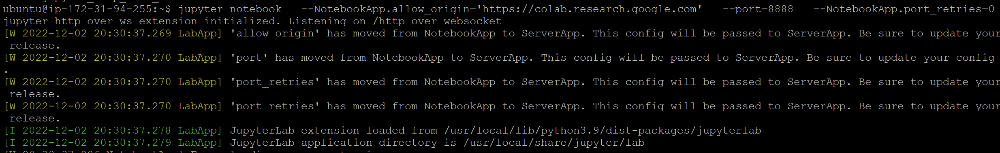 ubuntu@ip-172-31-94-255:~$ jupyter notebook   --NotebookApp.allow_origin='https://colab.research.google.com'   --port=8888   --NotebookApp.port_retries=0
jupyter_http_over_ws extension initialized. Listening on /http_over_websocket
[W 2022-12-02 20:30:37.269 LabApp] 'allow_origin' has moved from NotebookApp to ServerApp. This config will be passed to ServerApp. Be sure to update your
 release.
[W 2022-12-02 20:30:37.270 LabApp] 'port' has moved from NotebookApp to ServerApp. This config will be passed to ServerApp. Be sure to update your config
.
[W 2022-12-02 20:30:37.270 LabApp] 'port_retries' has moved from NotebookApp to ServerApp. This config will be passed to ServerApp. Be sure to update your
 release.
[W 2022-12-02 20:30:37.270 LabApp] 'port_retries' has moved from NotebookApp to ServerApp. This config will be passed to ServerApp. Be sure to update your
 release.
[I 2022-12-02 20:30:37.278 LabApp] JupyterLab extension loaded from /usr/local/lib/python3.9/dist-packages/jupyterlab
[I 2022-12-02 20:30:37.279 LabApp] JupyterLab application directory is /usr/local/share/jupyter/lab